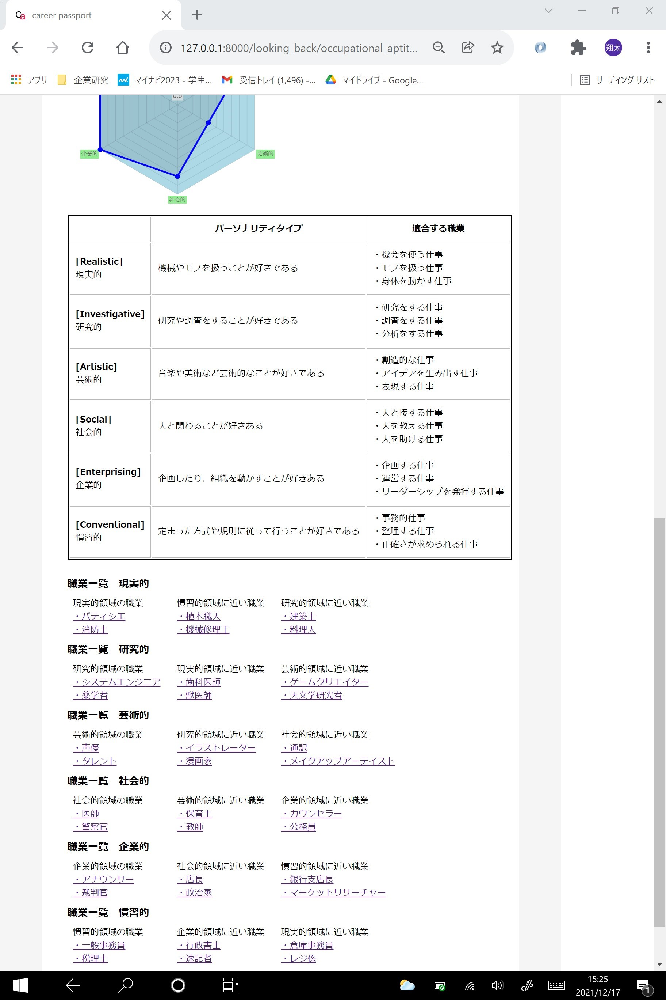 career passport
127.0.0.1:8000/looking_back/occupational_aptit...
翔太
アプリ
企業研究
マイナビ2023 - 学生...
受信トレイ (1,496) -...
マイドライブ - Google...
リーディング リスト
0.5
企業的
芸術的
社会的
パーソナリティタイプ
適合する職業
[Realistic]
現実的
機械やモノを扱うことが好きである
・機会を使う仕事
・モノを扱う仕事
・身体を動かす仕事
[Investigative]
研究的
研究や調査をすることが好きである
・研究をする仕事
・調査をする仕事
・分析をする仕事
[Artistic]
芸術的
音楽や美術など芸術的なことが好きである
・創造的な仕事
・アイデアを生み出す仕事
・表現する仕事
[Social]
社会的
人と関わることが好きある
・人と接する仕事
・人を教える仕事
・人を助ける仕事
[Enterprising]
企業的
企画したり、組織を動かすことが好きある
・企画する仕事
・運営する仕事
・リーダーシップを発揮する仕事
[Conventional]
慣習的
定まった方式や規則に従って行うことが好きである
・事務的仕事
・整理する仕事
・正確さが求められる仕事
職業一覧　現実的
現実的領域の職業 慣習的領域に近い職業 研究的領域に近い職業
・パティシエ ・植木職人 ・建築士
・消防士 ・機械修理工 ・料理人
職業一覧　研究的
研究的領域の職業 現実的領域に近い職業 芸術的領域に近い職業
・システムエンジニア ・歯科医師 ・ゲームクリエイター
・薬学者 ・獣医師 ・天文学研究者
職業一覧　芸術的
芸術的領域の職業 研究的領域に近い職業 社会的領域に近い職業
・声優 ・イラストレーター ・通訳
・タレント ・漫画家 ・メイクアップアーテイスト
職業一覧　社会的
社会的領域の職業 芸術的領域に近い職業 企業的領域に近い職業
・医師 ・保育士 ・カウンセラー
・警察官 ・教師 ・公務員
職業一覧　企業的
企業的領域の職業 社会的領域に近い職業 慣習的領域に近い職業
・アナウンサー ・店長 ・銀行支店長
・裁判官 ・政治家 ・マーケットリサーチャー
職業一覧　慣習的
慣習的領域の職業 企業的領域に近い職業 現実的領域に近い職業
・一般事務員 ・行政書士 ・倉庫事務員
・税理士 ・速記者 ・レジ係
15:25
2021/12/17
1